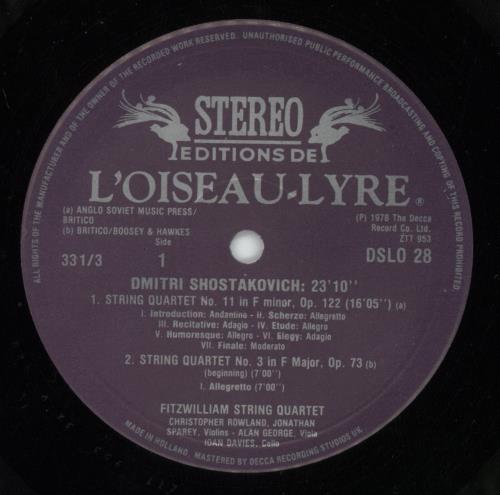 ALL RIGHTS OF THE MANUFACTURER AND OF THE OWNER OF THE RECORDED WORK RESERVED. UNAUTHORISED PUBLIC PERFORMANCE BROADCASTING AND COPYING OF THIS RECORD PROHIBITED.
STEREO
EDITIONS DE
L'OISEAU-LYRE ®
(a) ANGLO SOVIET MUSIC PRESS/
BRITICO
(b) BRITICO/BOOSEY & HAWKES
(P) 1978 The Decca
Record Co. Ltd.
ZTT 953
Side
33 1/3 1 DSLO 28
DMITRI SHOSTAKOVICH: 23'10''
1. STRING QUARTET No. 11 in F minor, Op. 122 (16'05'') (a)
I. Introduction: Andantino - II. Scherzo: Allegretto
III. Recitative: Adagio - IV. Etude: Allegro
V. Humoresque: Allegro - VI. Elegy: Adagio
VII. Finale: Moderato
2. STRING QUARTET No. 3 in F Major, Op. 73 (b)
(beginning) (7'00'')
I. Allegretto (7'00'')
FITZWILLIAM STRING QUARTET
CHRISTOPHER ROWLAND, JONATHAN
SPAREY, Violins - ALAN GEORGE, Viola
IOAN DAVIES, Cello
MADE IN HOLLAND. MASTERED BY DECCA RECORDING STUDIOS UK.